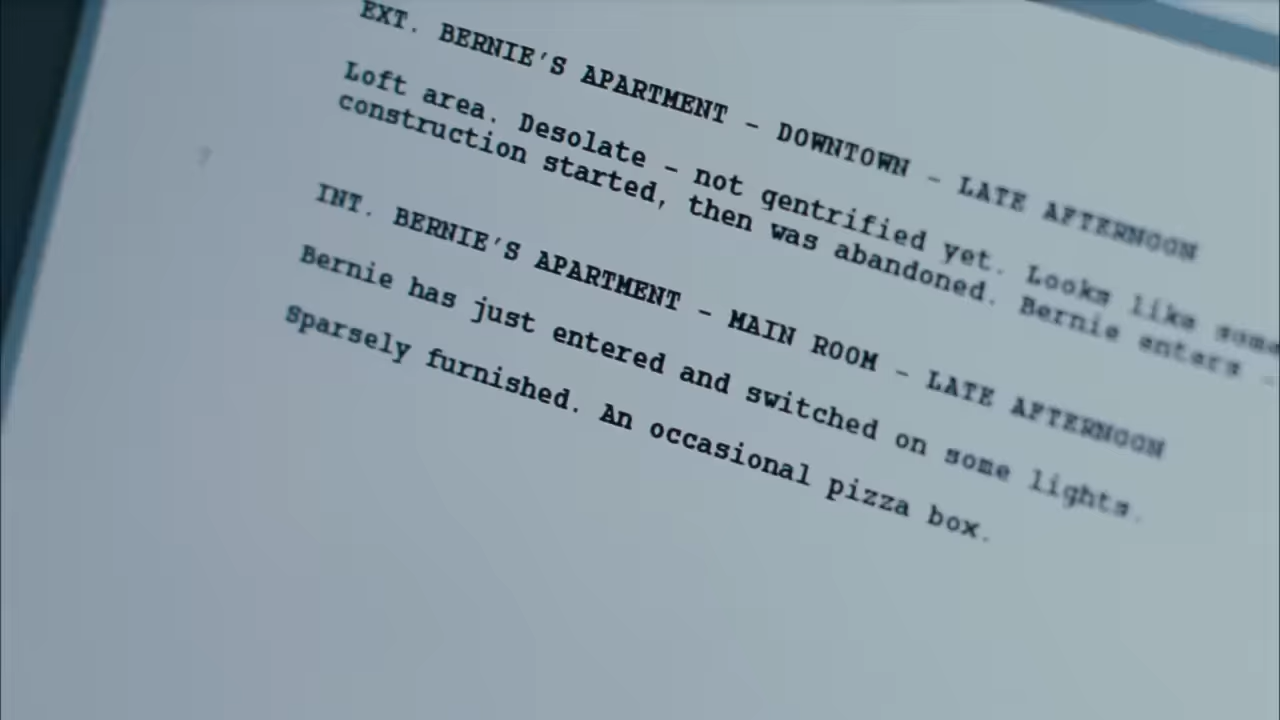 EXT. BERNIE'S APARTMENT - DOWNTOWN - LATE AFTERNOON
Loft area. Desolate - not gentrified yet. Looks like some
construction started, then was abandoned. Bernie enters -
INT. BERNIE'S APARTMENT - MAIN ROOM - LATE AFTERNOON
Bernie has just entered and switched on some lights.
Sparsely furnished. An occasional pizza box.